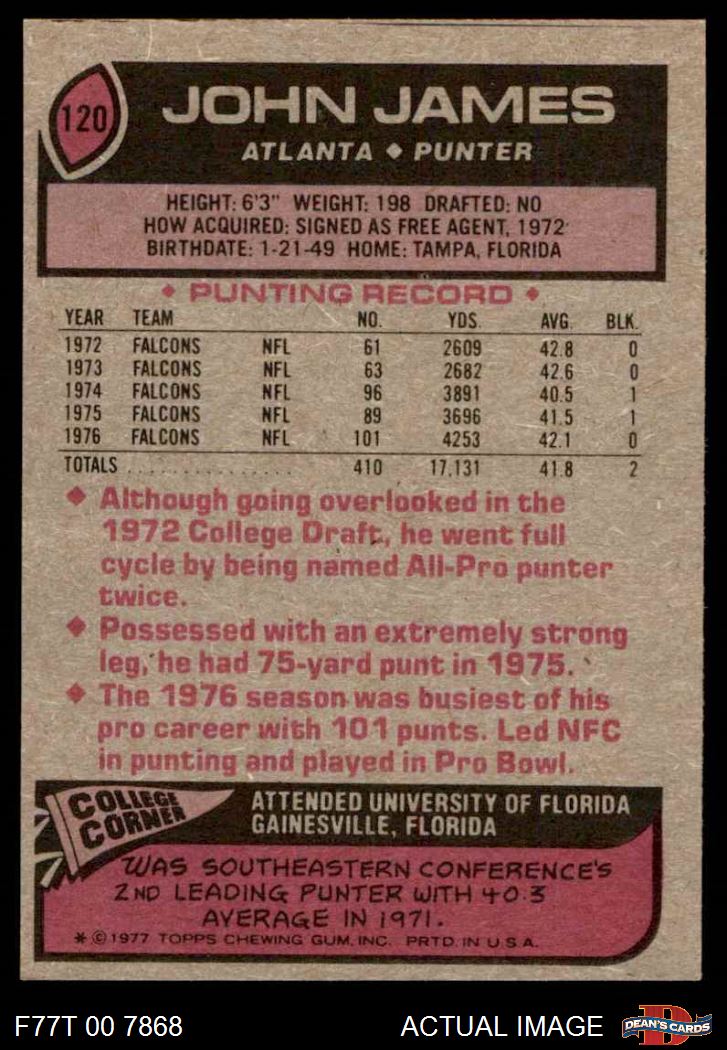 120
JOHN JAMES
ATLANTA ◆ PUNTER
HEIGHT: 6'3" WEIGHT: 198 DRAFTED: NO
HOW ACQUIRED: SIGNED AS FREE AGENT, 1972
BIRTHDATE: 1-21-49 HOME: TAMPA, FLORIDA
◆ PUNTING RECORD ◆
YEAR TEAM NO. YDS. AVG. BLK.
1972 FALCONS NFL 61 2609 42.8 0
1973 FALCONS NFL 63 2682 42.6 0
1974 FALCONS NFL 96 3891 40.5 1
1975 FALCONS NFL 89 3696 41.5 1
1976 FALCONS NFL 101 4253 42.1 0
TOTALS . . . . . . . . . . . . . . 410 17,131 41.8 2
◆ Although going overlooked in the
1972 College Draft, he went full
cycle by being named All-Pro punter
twice.
◆ Possessed with an extremely strong
leg, he had 75-yard punt in 1975.
◆ The 1976 season was busiest of his
pro career with 101 punts. Led NFC
in punting and played in Pro Bowl.
COLLEGE
CORNER
ATTENDED UNIVERSITY OF FLORIDA
GAINESVILLE, FLORIDA
WAS SOUTHEASTERN CONFERENCE'S
2ND LEADING PUNTER WITH 40.3
AVERAGE IN 1971.
* © 1977 TOPPS CHEWING GUM, INC. PRTD. IN U.S.A.
F77T 00 7868
ACTUAL IMAGE
D
DEAN'S CARDS